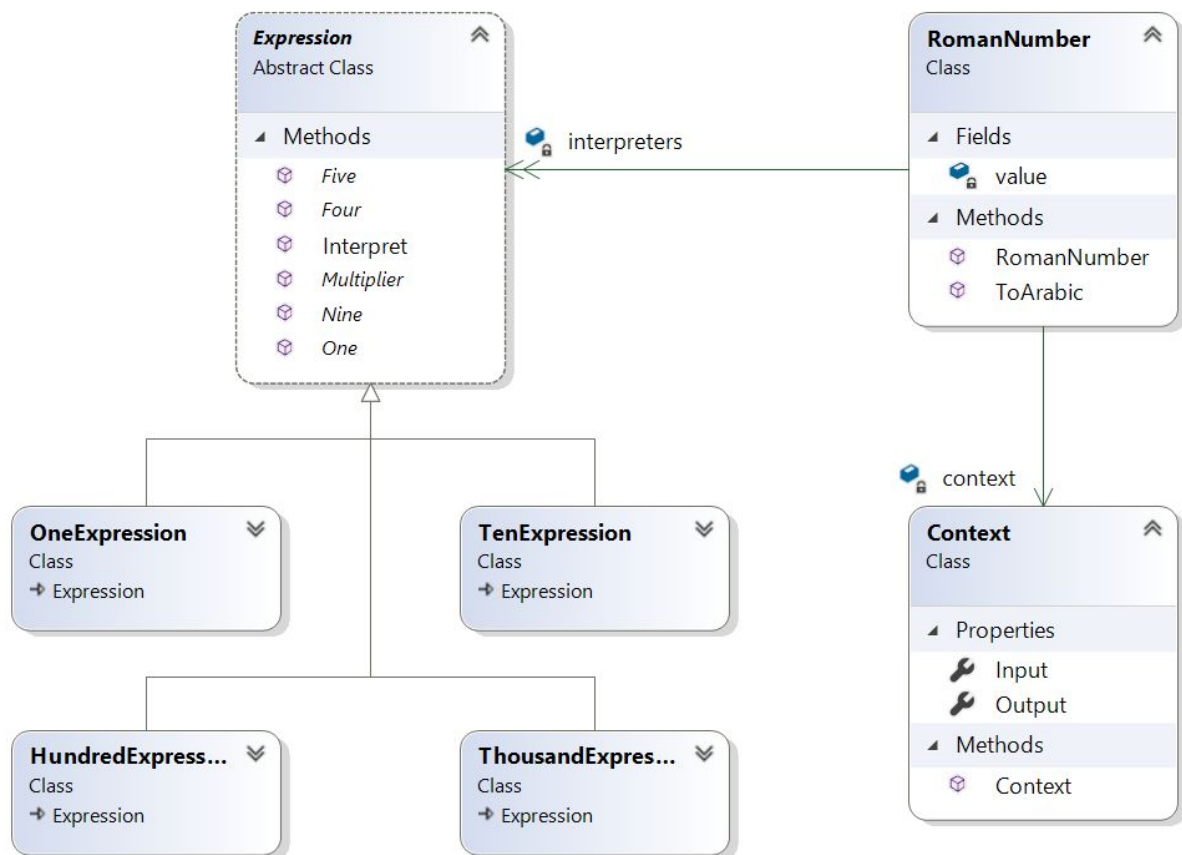 Expression
Abstract Class
Methods
Five
Four
Interpret
Multiplier
Nine
One
interpreters
RomanNumber
Class
Fields
value
Methods
RomanNumber
ToArabic
context
OneExpression
Class
Expression
TenExpression
Class
Expression
Context
Class
Properties
Input
Output
Methods
Context
HundredExpress...
Class
Expression
ThousandExpres...
Class
Expression